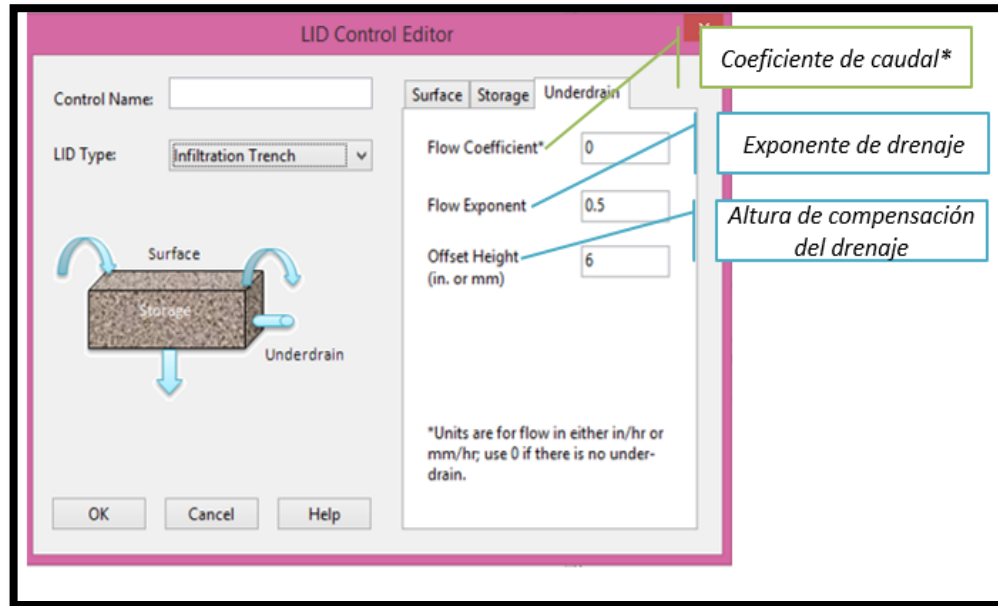 LID Control Editor
Coeficiente de caudal*
Control Name:
Surface Storage Underdrain
Flow Coefficient* 0
Exponente de drenaje
LID Type: Infiltration Trench
Flow Exponent 0.5
Altura de compensación
del drenaje
Offset Height 6
(in. or mm)
Surface
Storage
Underdrain
*Units are for flow in either in/hr or
mm/hr; use 0 if there is no under-
drain.
OK Cancel Help